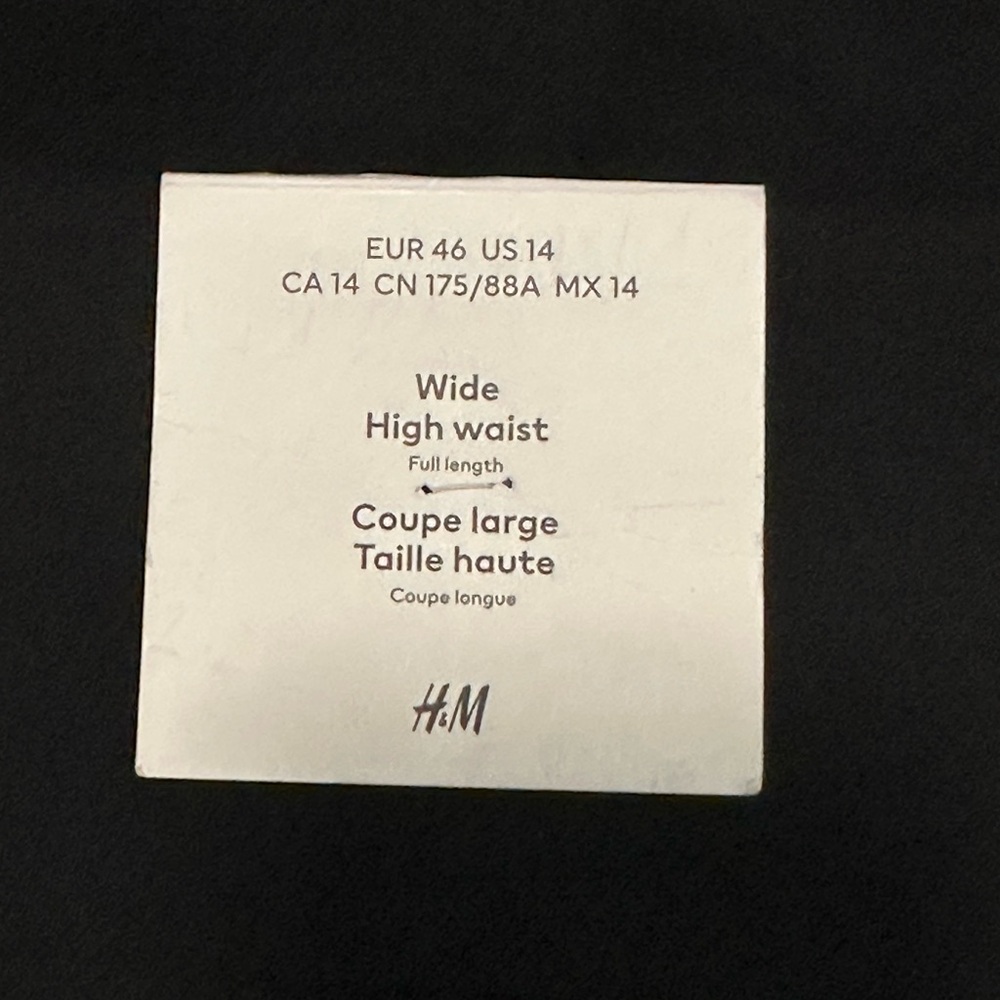 EUR 46 US 14
CA 14 CN 175/88A MX 14
Wide
High waist
Full length
Coupe large
Taille haute
Coupe longue
H&M